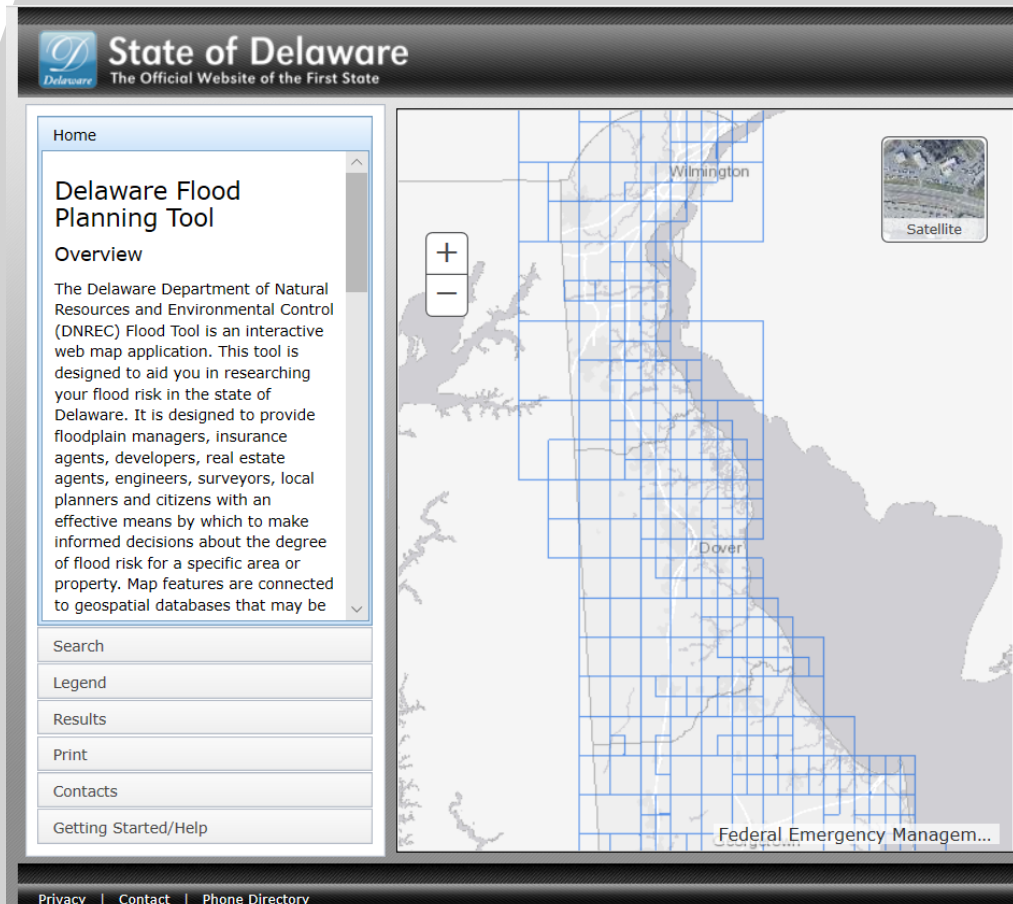 Delaware
State of Delaware
The Official Website of the First State
Home
Delaware Flood
Planning Tool
Overview
The Delaware Department of Natural
Resources and Environmental Control
(DNREC) Flood Tool is an interactive
web map application. This tool is
designed to aid you in researching
your flood risk in the state of
Delaware. It is designed to provide
floodplain managers, insurance
agents, developers, real estate
agents, engineers, surveyors, local
planners and citizens with an
effective means by which to make
informed decisions about the degree
of flood risk for a specific area or
property. Map features are connected
to geospatial databases that may be
Search
Legend
Results
Print
Contacts
Getting Started/Help
+
−
Wilmington
Satellite
Dover
Georgetown
Federal Emergency Managem...
Privacy | Contact | Phone Directory